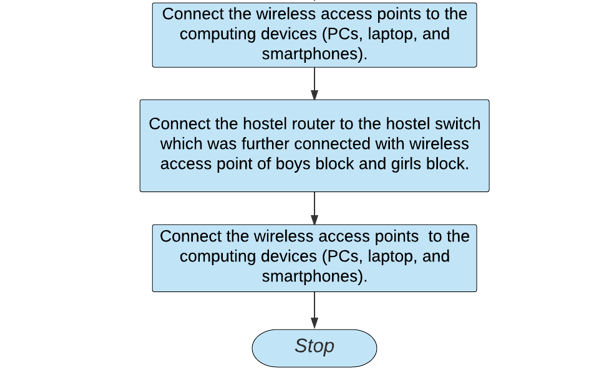 Connect the wireless access points to the
computing devices (PCs, laptop, and
smartphones).
Connect the hostel router to the hostel switch
which was further connected with wireless
access point of boys block and girls block.
Connect the wireless access points  to the
computing devices (PCs, laptop, and
smartphones).
Stop